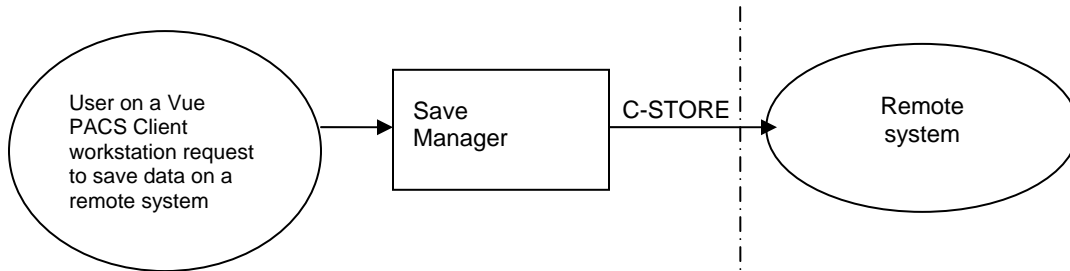 User on a Vue
PACS Client
workstation request
to save data on a
remote system
Save
Manager
C-STORE
Remote
system